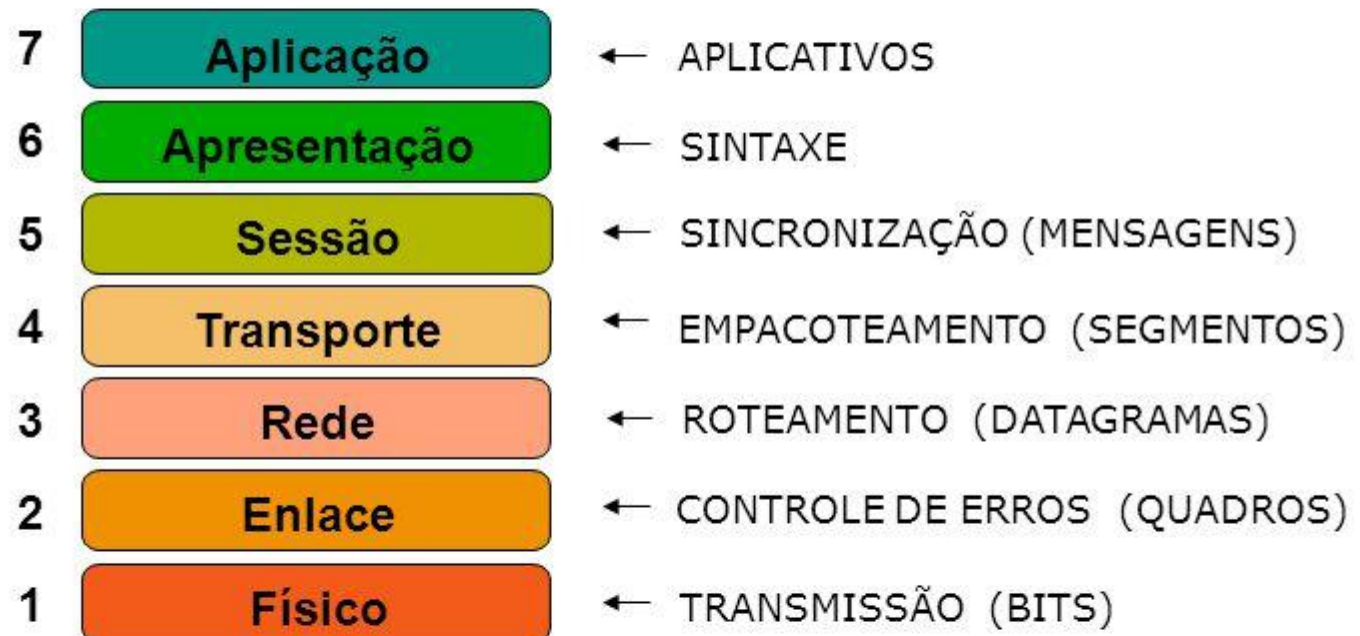 7 Aplicação ← APLICATIVOS
6 Apresentação ← SINTAXE
5 Sessão ← SINCRONIZAÇÃO (MENSAGENS)
4 Transporte ← EMPACOTEAMENTO (SEGMENTOS)
3 Rede ← ROTEAMENTO (DATAGRAMAS)
2 Enlace ← CONTROLE DE ERROS (QUADROS)
1 Físico ← TRANSMISSÃO (BITS)